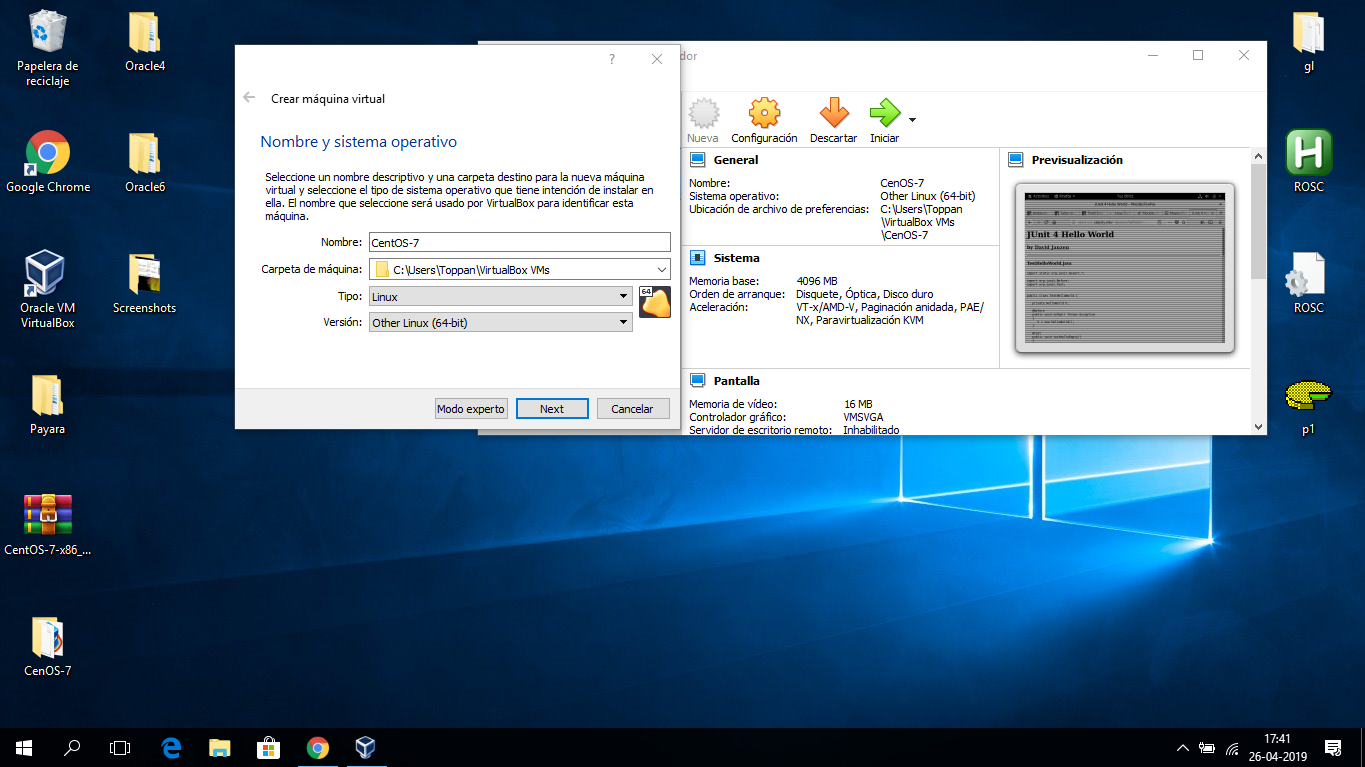 Papelera de
reciclaje
Oracle4
Google Chrome
Oracle6
Oracle VM
VirtualBox
Screenshots
Payara
CentOS-7-x86_...
CenOS-7
?
Crear máquina virtual
Nombre y sistema operativo
Seleccione un nombre descriptivo y una carpeta destino para la nueva máquina
virtual y seleccione el tipo de sistema operativo que tiene intención de instalar en
ella. El nombre que seleccione será usado por VirtualBox para identificar esta
máquina.
Nombre: CentOS-7
Carpeta de máquina: C:\Users\Toppan\VirtualBox VMs
Tipo: Linux
64
Versión: Other Linux (64-bit)
Modo experto Next Cancelar
dor
Nueva Configuración Descartar Iniciar
General
Nombre: CenOS-7
Sistema operativo: Other Linux (64-bit)
Ubicación de archivo de preferencias: C:\Users\Toppan
\VirtualBox VMs
\CenOS-7
Sistema
Memoria base: 4096 MB
Orden de arranque: Disquete, Óptica, Disco duro
Aceleración: VT-x/AMD-V, Paginación anidada, PAE/
NX, Paravirtualización KVM
Pantalla
Memoria de vídeo: 16 MB
Controlador gráfico: VMSVGA
Servidor de escritorio remoto: Inhabilitado
Previsualización
JUnit 4 Hello World
by David Janzen
TestHelloWorld.java
gl
H
ROSC
ROSC
p1
17:41
26-04-2019